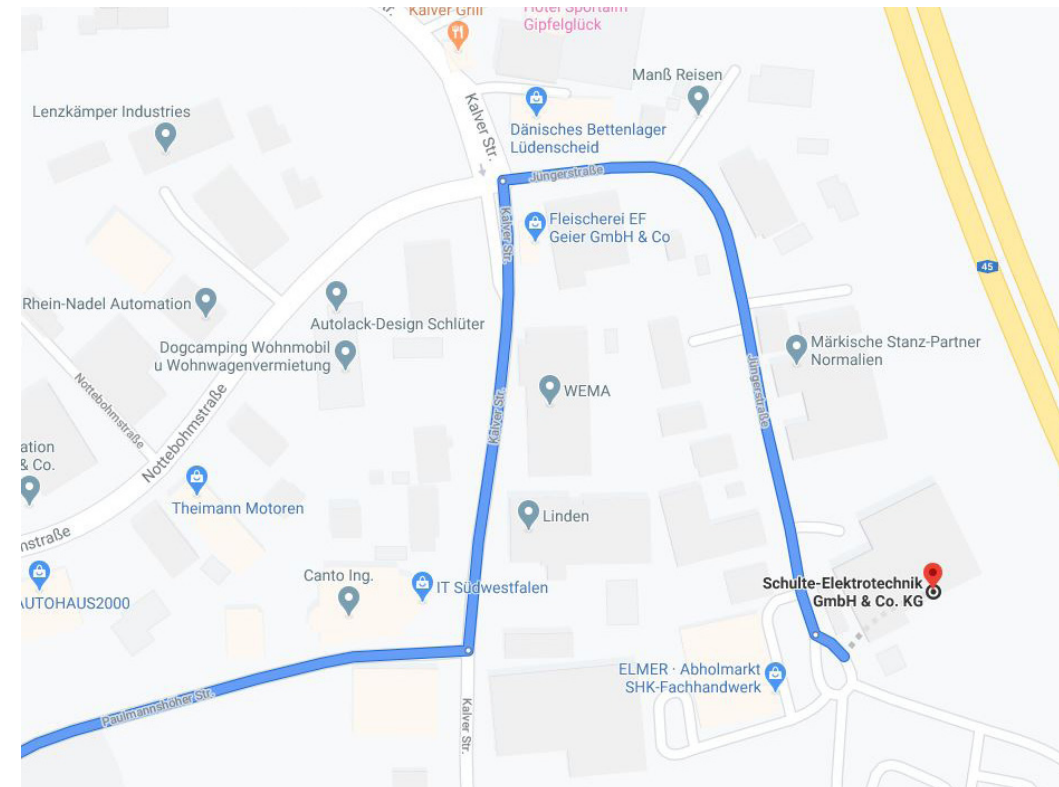 Kalver Grill
Hotel Sportalm
Gipfelglück
Manß Reisen
Lenzkämper Industries
Kalver Str.
Dänisches Bettenlager
Lüdenscheid
Jüngerstraße
Kalver Str.
Fleischerei EF
Geier GmbH & Co
45
Rhein-Nadel Automation
Autolack-Design Schlüter
Dogcamping Wohnmobil
u Wohnwagenvermietung
Märkische Stanz-Partner
Normalien
Jüngerstraße
WEMA
Kalver Str.
Nottebohmstraße
Nottebohmstraße
ation
& Co.
Theimann Motoren
Linden
nstraße
Canto Ing.
IT Südwestfalen
AUTOHAUS2000
Schulte-Elektrotechnik
GmbH & Co. KG
ELMER · Abholmarkt
SHK-Fachhandwerk
Paulmannshöher Str.
Kalver Str.